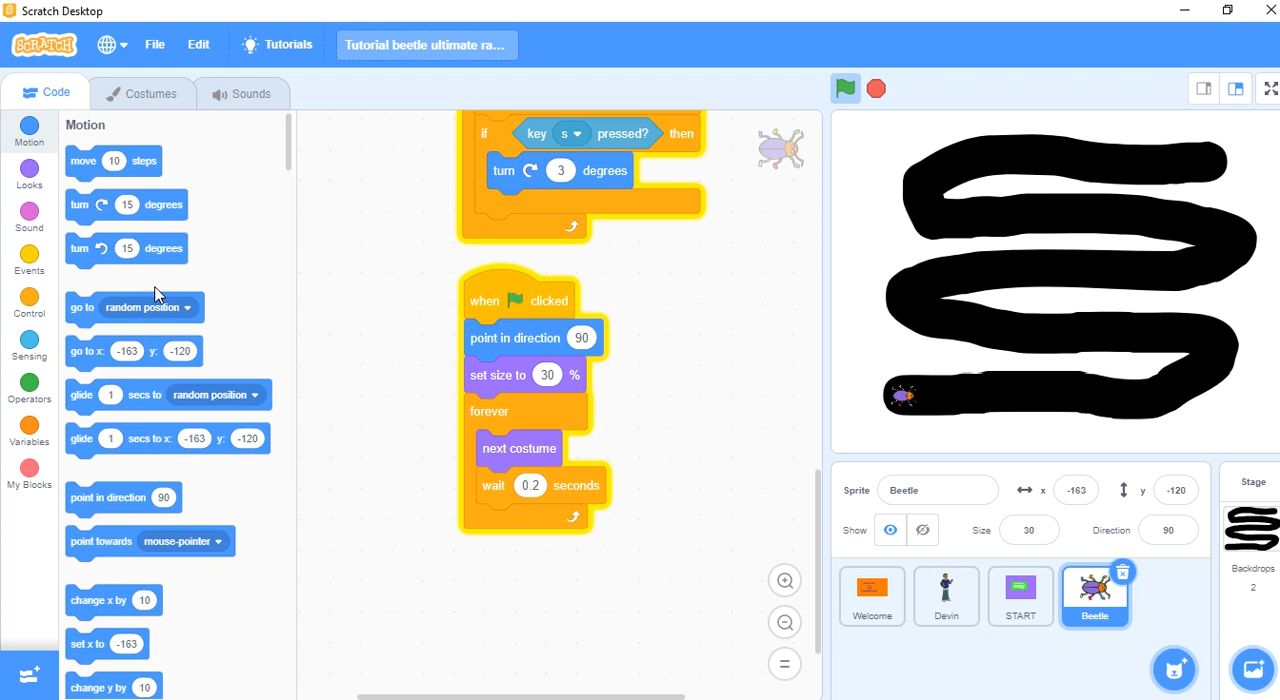 Scratch Desktop
SCRATCH File Edit Tutorials Tutorial beetle ultimate ra...
Code Costumes Sounds
Motion
Looks
Sound
Events
Control
Sensing
Operators
Variables
My Blocks
Motion
move 10 steps
turn 15 degrees
turn 15 degrees
go to random position
go to x: -163 y: -120
glide 1 secs to random position
glide 1 secs to x: -163 y: -120
point in direction 90
point towards mouse-pointer
change x by 10
set x to -163
change y by 10
if key s pressed? then
turn 3 degrees
when clicked
point in direction 90
set size to 30 %
forever
next costume
wait 0.2 seconds
Sprite Beetle x -163 y -120
Show Size 30 Direction 90
Welcome Devin START Beetle
Stage
Backdrops
2